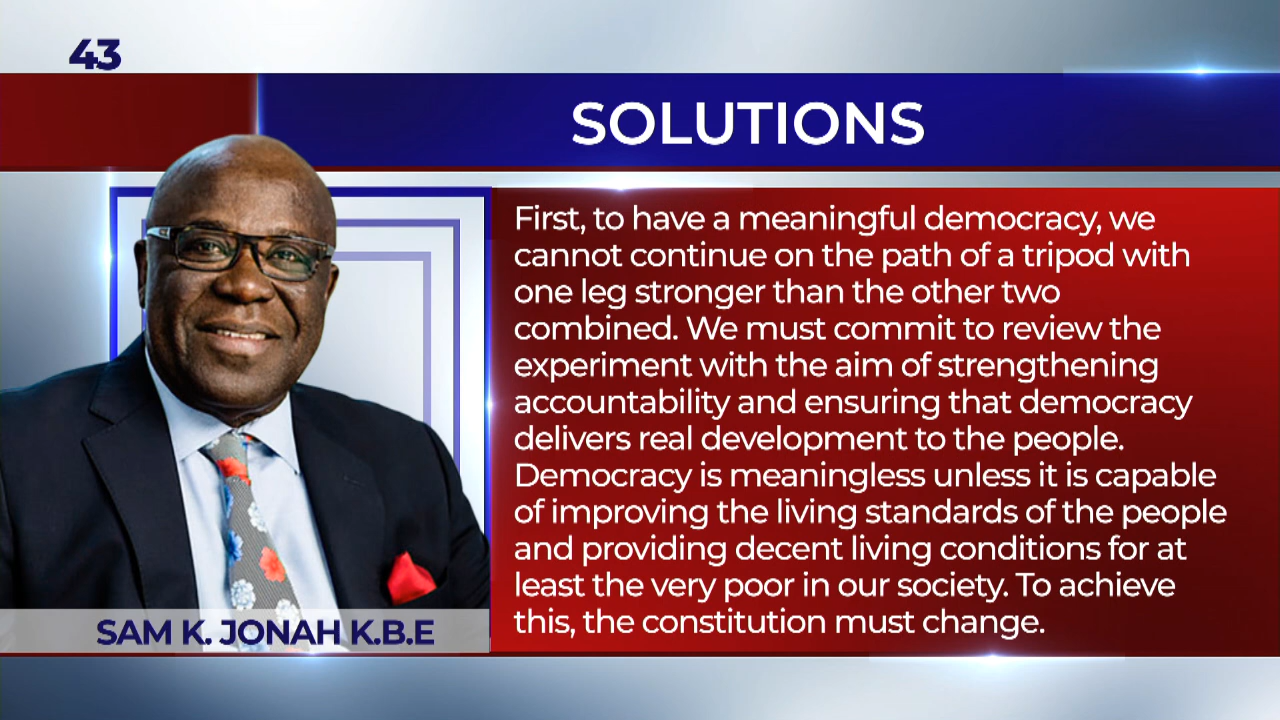 43
SOLUTIONS
First, to have a meaningful democracy, we
cannot continue on the path of a tripod with
one leg stronger than the other two
combined. We must commit to review the
experiment with the aim of strengthening
accountability and ensuring that democracy
delivers real development to the people.
Democracy is meaningless unless it is capable
of improving the living standards of the people
and providing decent living conditions for at
least the very poor in our society. To achieve
this, the constitution must change.
SAM K. JONAH K.B.E